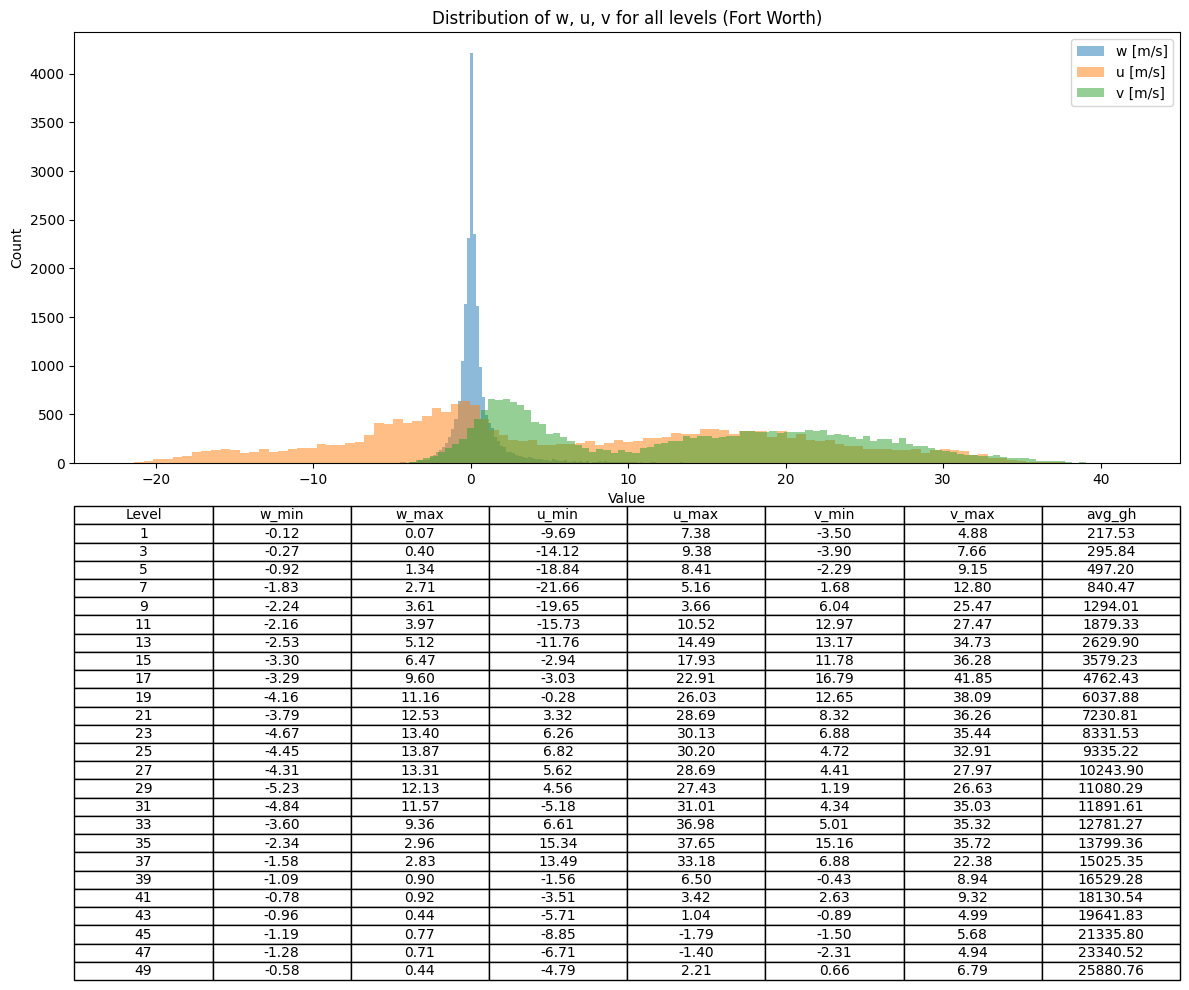 Distribution of w, u, v for all levels (Fort Worth)
w [m/s]
u [m/s]
v [m/s]
4000
3500
3000
2500
2000
1500
1000
500
0
Count
−20 −10 0 10 20 30 40
Value
Level w_min w_max u_min u_max v_min v_max avg_gh
1 -0.12 0.07 -9.69 7.38 -3.50 4.88 217.53
3 -0.27 0.40 -14.12 9.38 -3.90 7.66 295.84
5 -0.92 1.34 -18.84 8.41 -2.29 9.15 497.20
7 -1.83 2.71 -21.66 5.16 1.68 12.80 840.47
9 -2.24 3.61 -19.65 3.66 6.04 25.47 1294.01
11 -2.16 3.97 -15.73 10.52 12.97 27.47 1879.33
13 -2.53 5.12 -11.76 14.49 13.17 34.73 2629.90
15 -3.30 6.47 -2.94 17.93 11.78 36.28 3579.23
17 -3.29 9.60 -3.03 22.91 16.79 41.85 4762.43
19 -4.16 11.16 -0.28 26.03 12.65 38.09 6037.88
21 -3.79 12.53 3.32 28.69 8.32 36.26 7230.81
23 -4.67 13.40 6.26 30.13 6.88 35.44 8331.53
25 -4.45 13.87 6.82 30.20 4.72 32.91 9335.22
27 -4.31 13.31 5.62 28.69 4.41 27.97 10243.90
29 -5.23 12.13 4.56 27.43 1.19 26.63 11080.29
31 -4.84 11.57 -5.18 31.01 4.34 35.03 11891.61
33 -3.60 9.36 6.61 36.98 5.01 35.32 12781.27
35 -2.34 2.96 15.34 37.65 15.16 35.72 13799.36
37 -1.58 2.83 13.49 33.18 6.88 22.38 15025.35
39 -1.09 0.90 -1.56 6.50 -0.43 8.94 16529.28
41 -0.78 0.92 -3.51 3.42 2.63 9.32 18130.54
43 -0.96 0.44 -5.71 1.04 -0.89 4.99 19641.83
45 -1.19 0.77 -8.85 -1.79 -1.50 5.68 21335.80
47 -1.28 0.71 -6.71 -1.40 -2.31 4.94 23340.52
49 -0.58 0.44 -4.79 2.21 0.66 6.79 25880.76